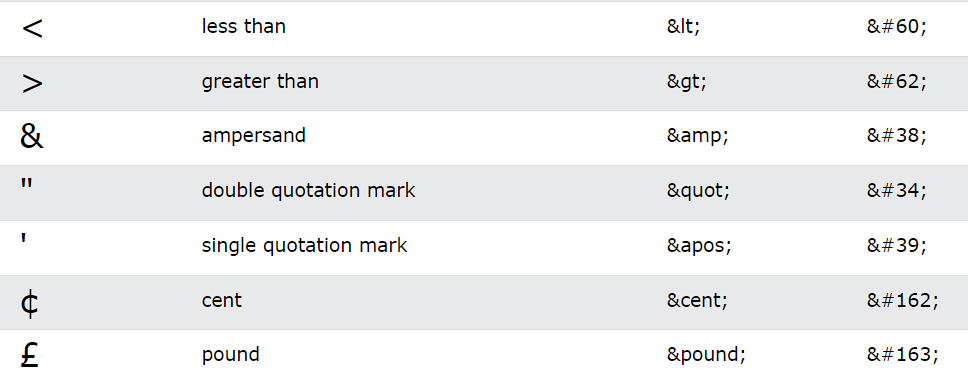 < less than &lt; &#60;
> greater than &gt; &#62;
& ampersand &amp; &#38;
" double quotation mark &quot; &#34;
' single quotation mark &apos; &#39;
¢ cent &cent; &#162;
£ pound &pound; &#163;